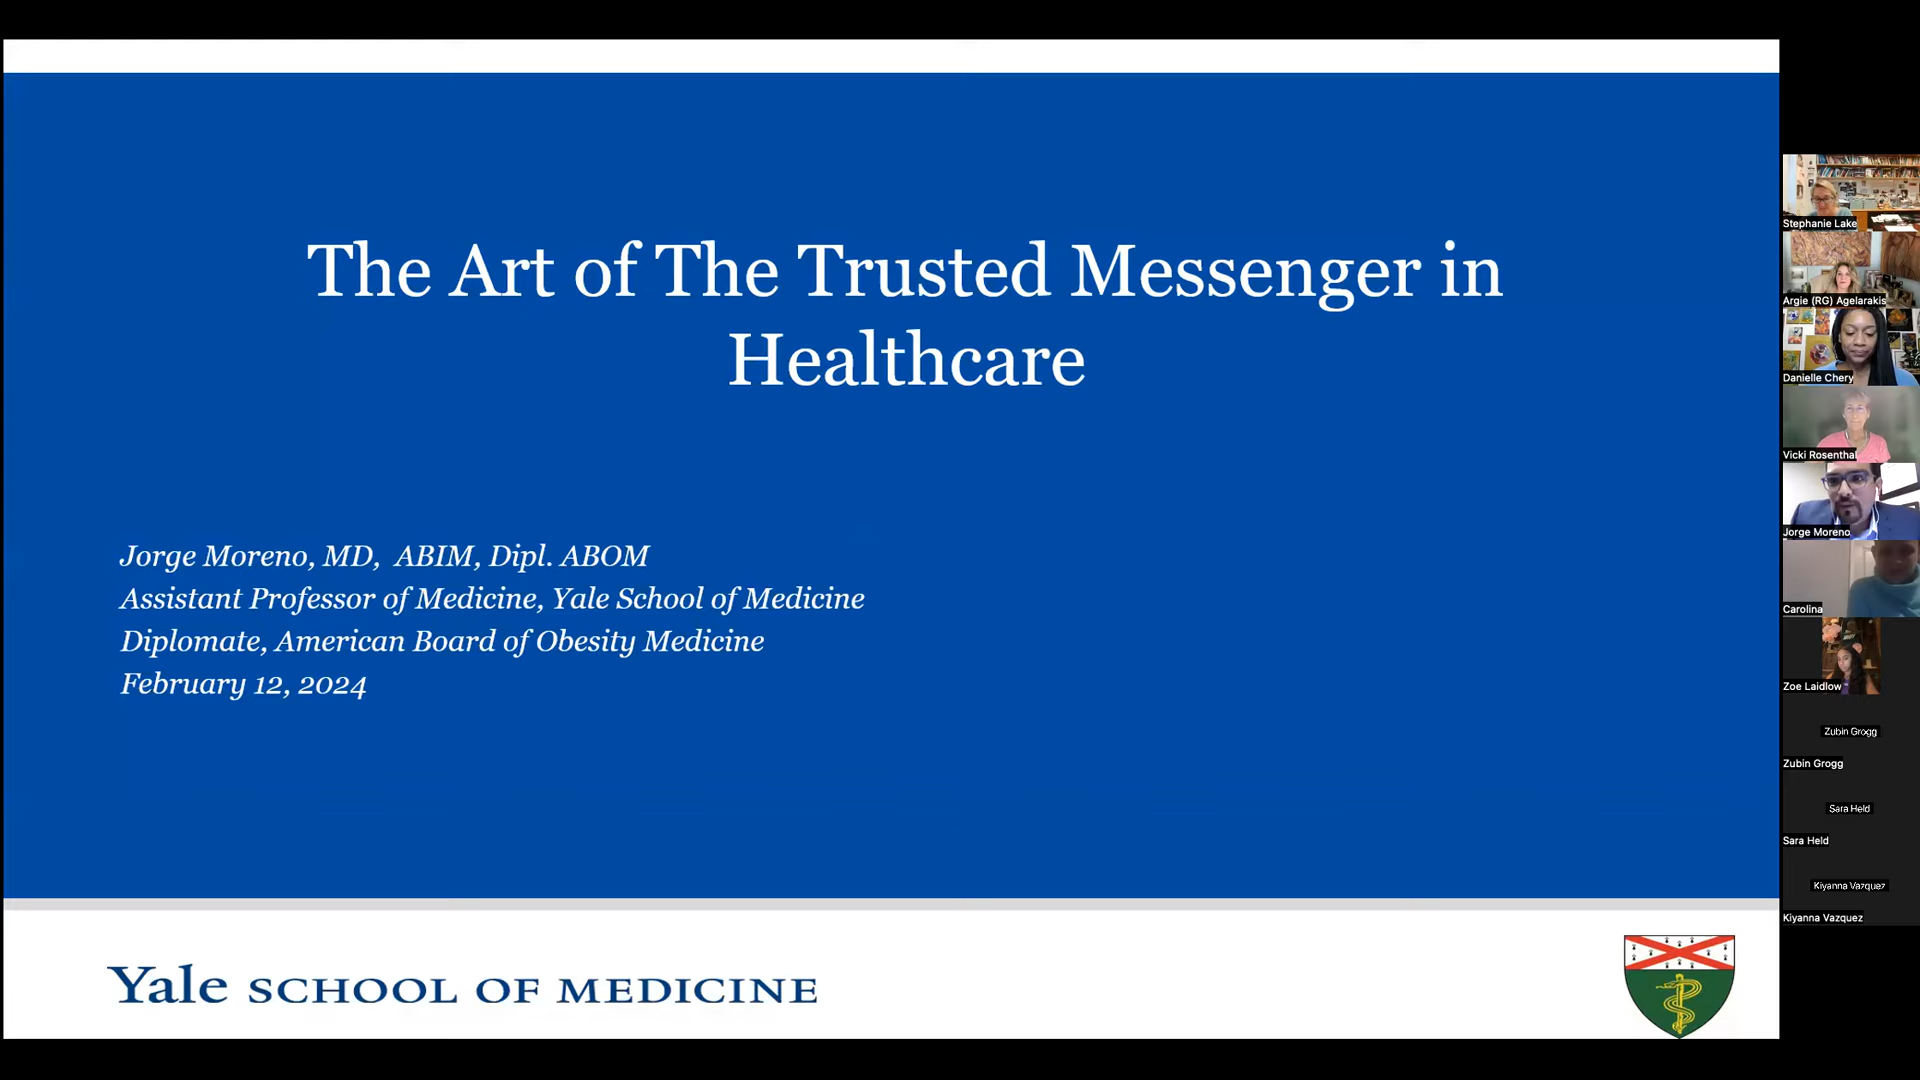 The Art of The Trusted Messenger in
Healthcare
Jorge Moreno, MD, ABIM, Dipl. ABOM
Assistant Professor of Medicine, Yale School of Medicine
Diplomate, American Board of Obesity Medicine
February 12, 2024
Yale SCHOOL OF MEDICINE
Stephanie Lake
Argie (RG) Agelarakis
Danielle Chery
Vicki Rosenthal
Jorge Moreno
Carolina
Zoe Laidlow
Zubin Grogg
Zubin Grogg
Sara Held
Sara Held
Kiyanna Vazquez
Kiyanna Vazquez